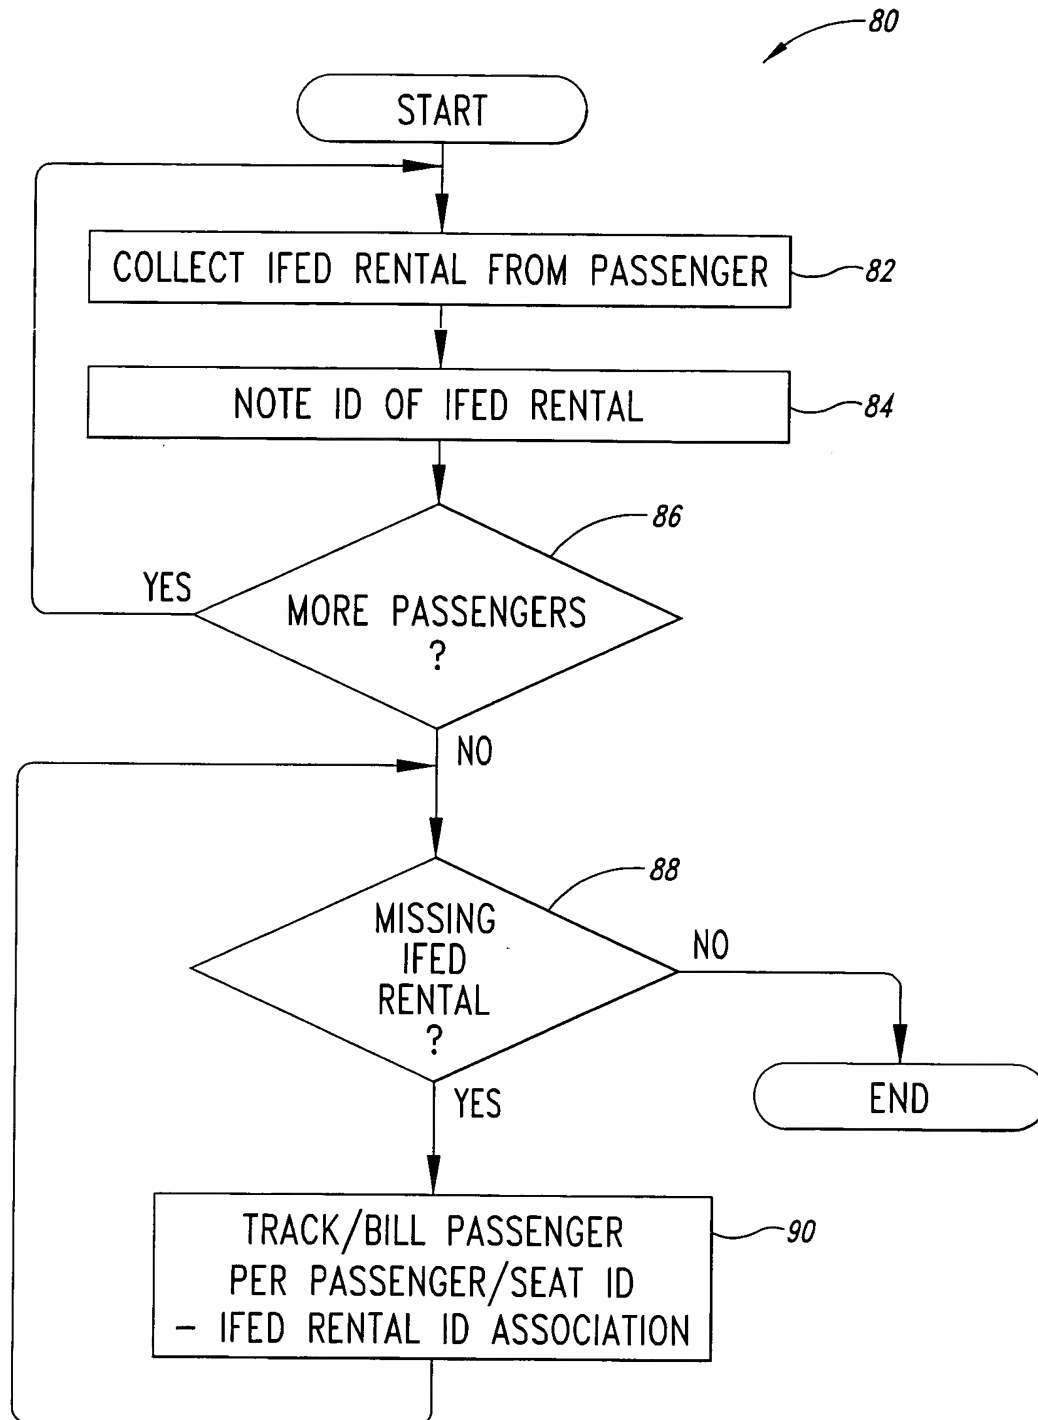 80
START
COLLECT IFED RENTAL FROM PASSENGER
82
NOTE ID OF IFED RENTAL
84
86
YES
MORE PASSENGERS
?
NO
88
MISSING
IFED
RENTAL
?
NO
YES
END
TRACK/BILL PASSENGER
PER PASSENGER/SEAT ID
- IFED RENTAL ID ASSOCIATION
90